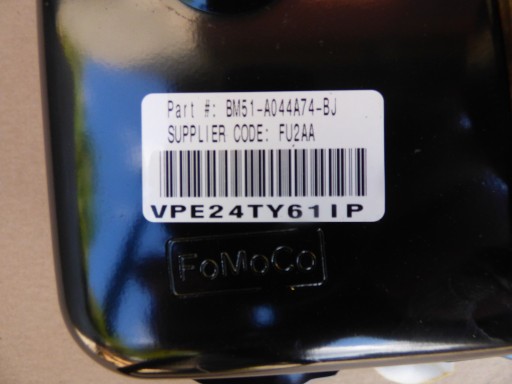 Part #: BM51-A044A74-BJ
SUPPLIER CODE: FU2AA
VPE24TY61IP
FoMoCo